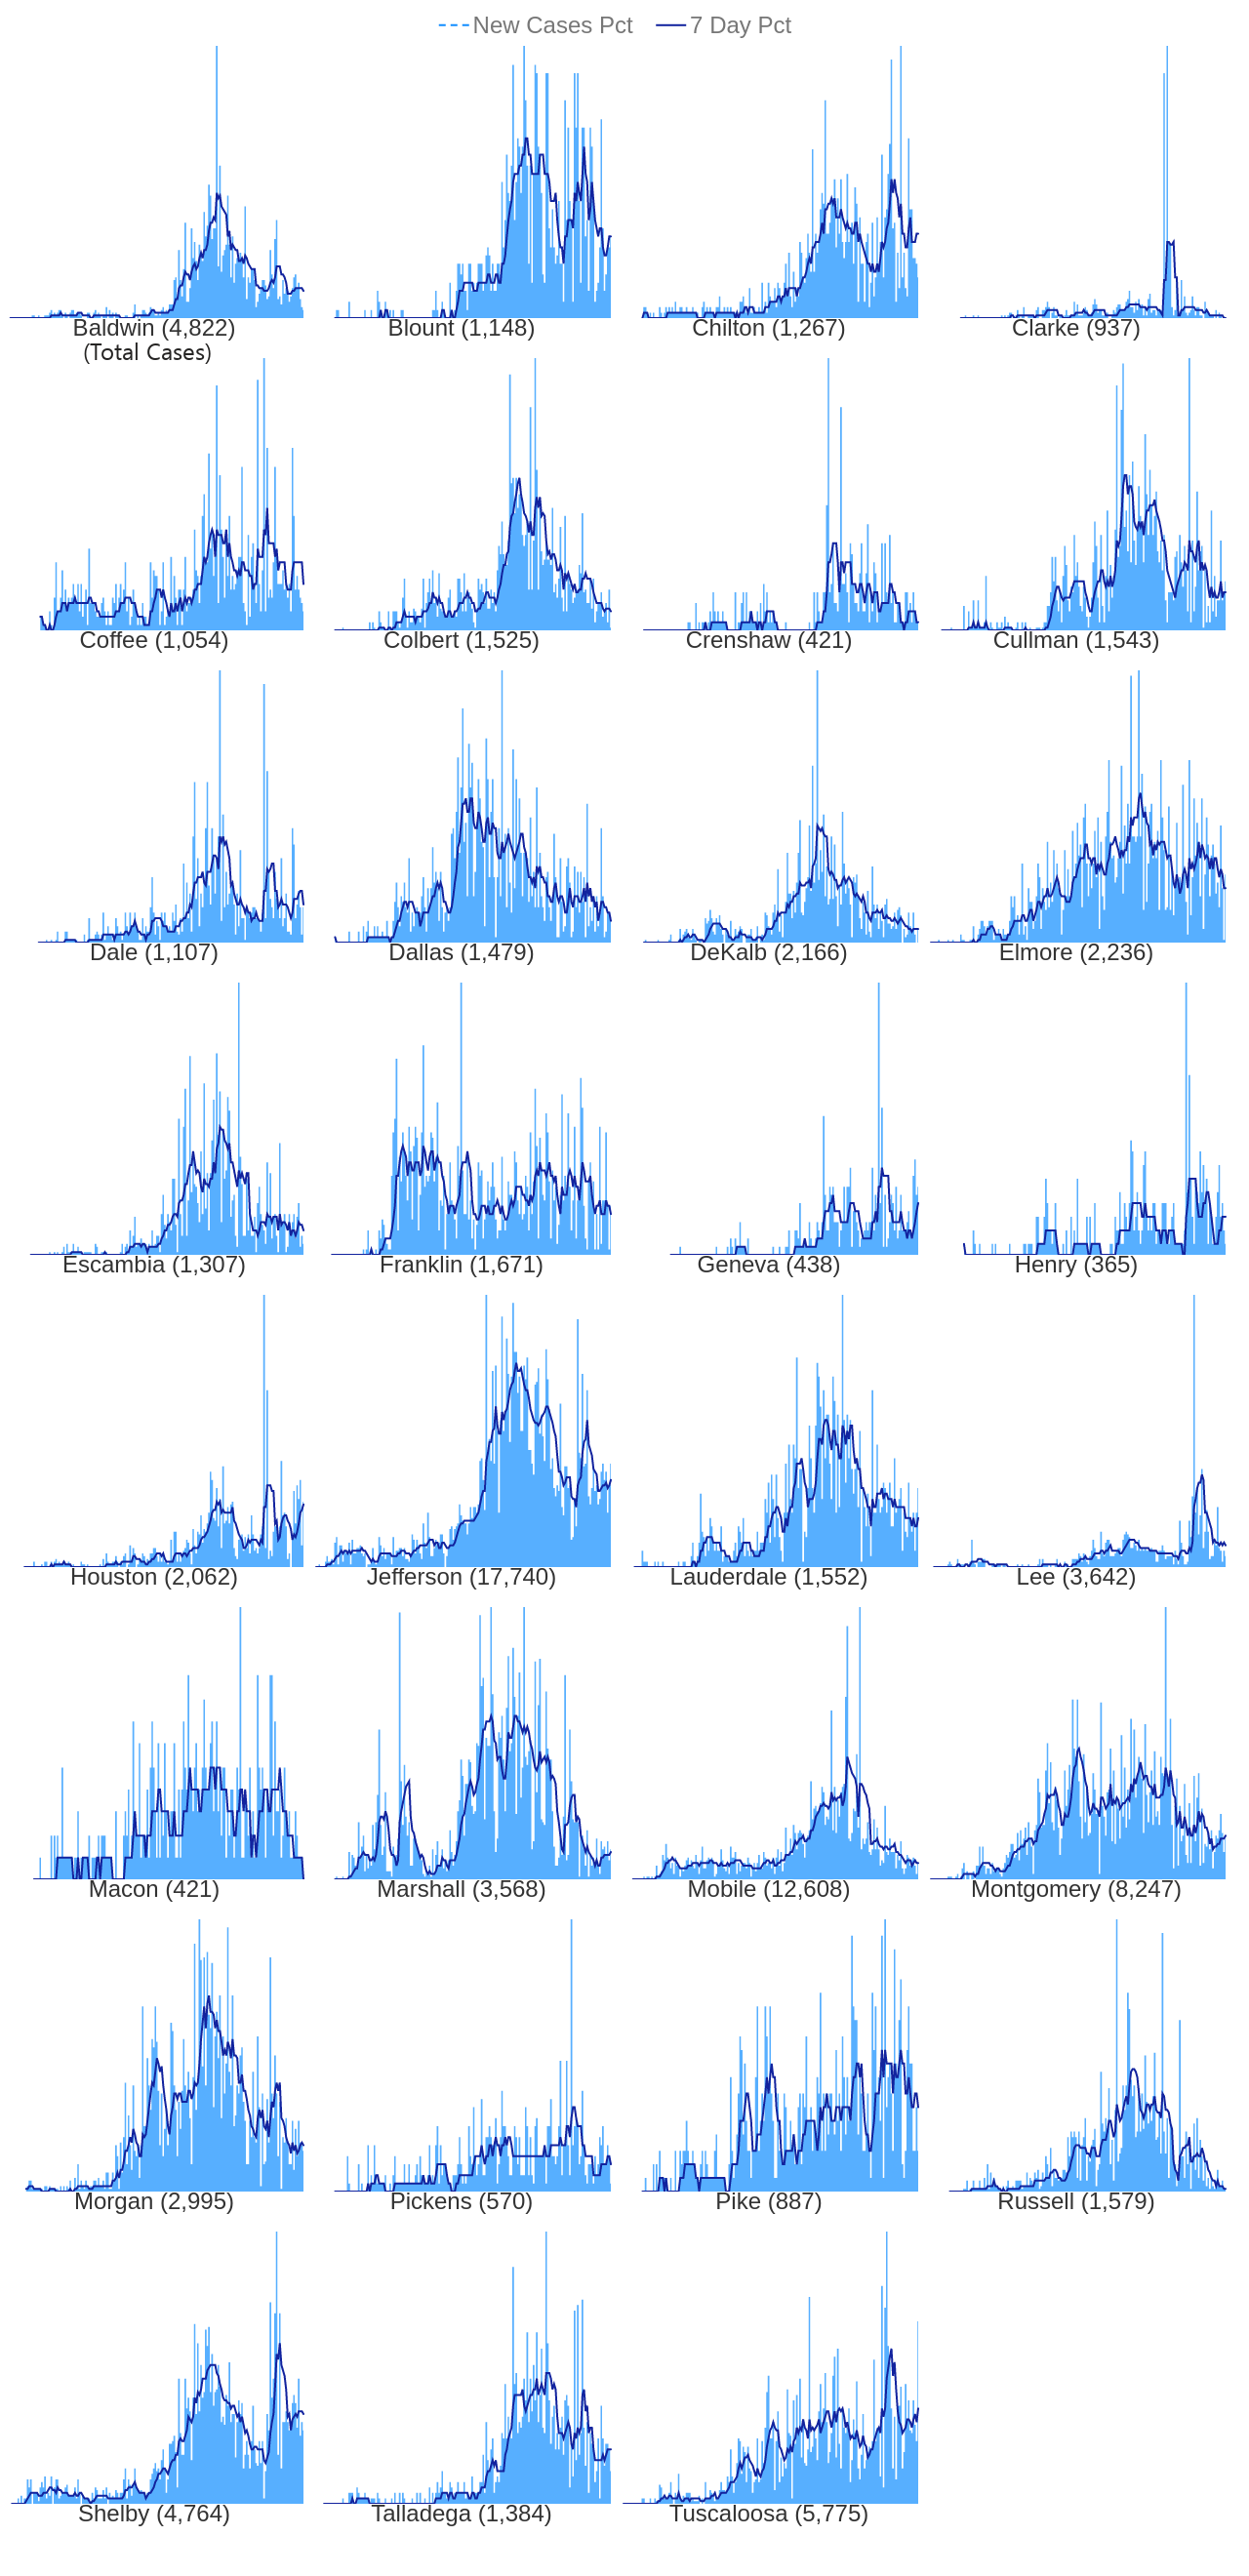 New Cases Pct 7 Day Pct
Baldwin (4,822) Blount (1,148) Chilton (1,267) Clarke (937)
(Total Cases)
Coffee (1,054) Colbert (1,525) Crenshaw (421) Cullman (1,543)
Dale (1,107) Dallas (1,479) DeKalb (2,166) Elmore (2,236)
Escambia (1,307) Franklin (1,671) Geneva (438) Henry (365)
Houston (2,062) Jefferson (17,740) Lauderdale (1,552) Lee (3,642)
Macon (421) Marshall (3,568) Mobile (12,608) Montgomery (8,247)
Morgan (2,995) Pickens (570) Pike (887) Russell (1,579)
Shelby (4,764) Talladega (1,384) Tuscaloosa (5,775)